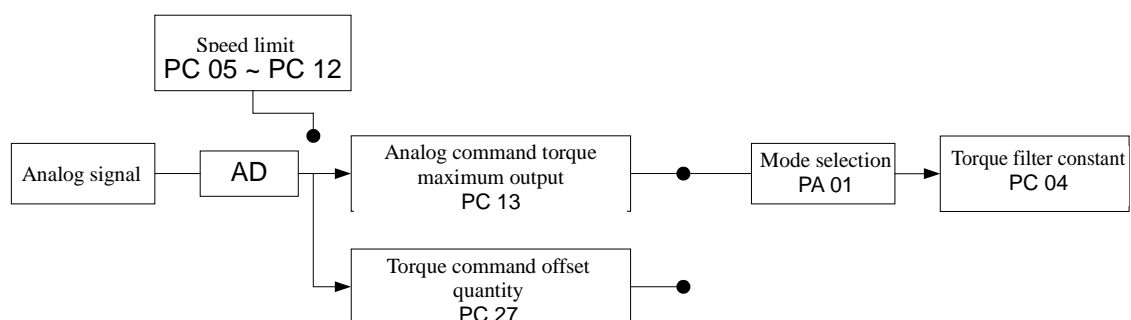 Speed limit
PC 05 ~ PC 12
Analog signal
AD
Analog command torque
maximum output
PC 13
Mode selection
PA 01
Torque filter constant
PC 04
Torque command offset
quantity
PC 27